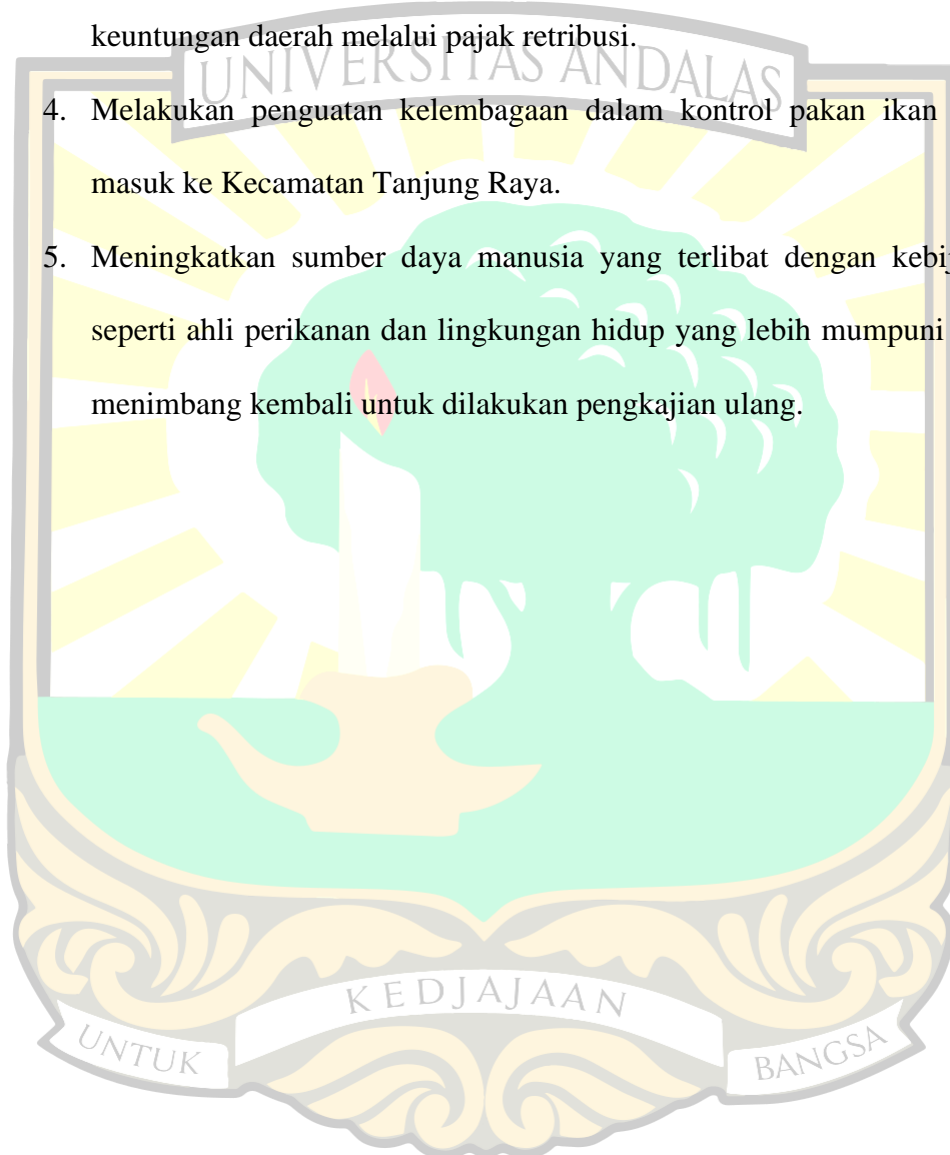 keuntungan daerah melalui pajak retribusi.
UNIVERSITAS ANDALAS
4. Melakukan penguatan kelembagaan dalam kontrol pakan ikan
masuk ke Kecamatan Tanjung Raya.
5. Meningkatkan sumber daya manusia yang terlibat dengan
seperti ahli perikanan dan lingkungan hidup yang lebih mumpuni
menimbang kembali untuk dilakukan pengkajian ulang.
UNTUK
KEDJAJAAN
BANGSA